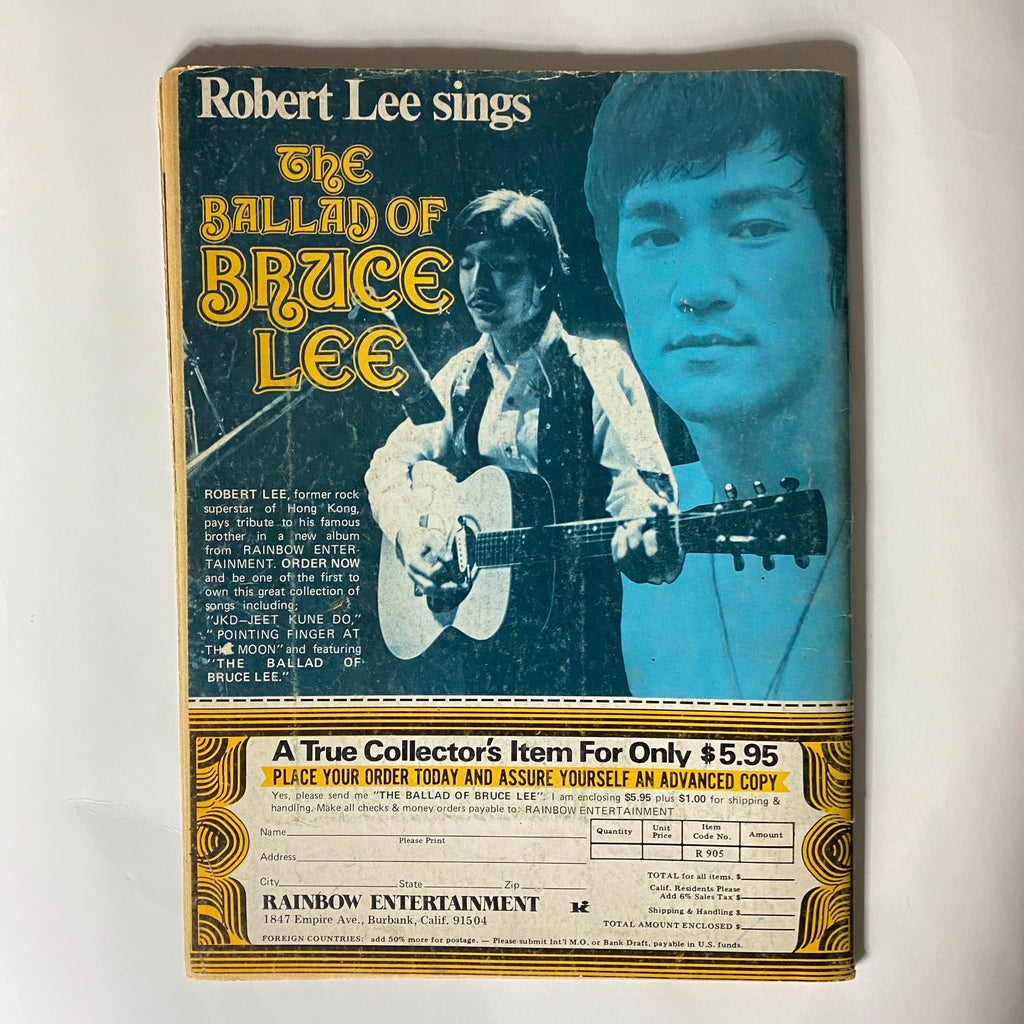 Robert Lee sings
THE
BALLAD OF
BRUCE
LEE
ROBERT LEE, former rock
superstar of Hong Kong,
pays tribute to his famous
brother in a new album
from RAINBOW ENTER-
TAINMENT. ORDER NOW
and be one of the first to
own this great collection of
songs including;
"JKD—JEET KUNE DO,"
"POINTING FINGER AT
THE MOON" and featuring
"THE BALLAD OF
BRUCE LEE."
A True Collector's Item For Only $5.95
PLACE YOUR ORDER TODAY AND ASSURE YOURSELF AN ADVANCED COPY
Yes, please send me "THE BALLAD OF BRUCE LEE". I am enclosing $5.95 plus $1.00 for shipping &
handling. Make all checks & money orders payable to: RAINBOW ENTERTAINMENT
Name
Please Print
Address
City State Zip
Quantity Unit Price Item Code No. Amount
R 905
TOTAL for all items. $
Calif. Residents Please
Add 6% Sales Tax $
Shipping & Handling $
TOTAL AMOUNT ENCLOSED $
RAINBOW ENTERTAINMENT
1847 Empire Ave., Burbank, Calif. 91504
FOREIGN COUNTRIES: add 50% more for postage. — Please submit Int'l M.O. or Bank Draft, payable in U.S. funds.